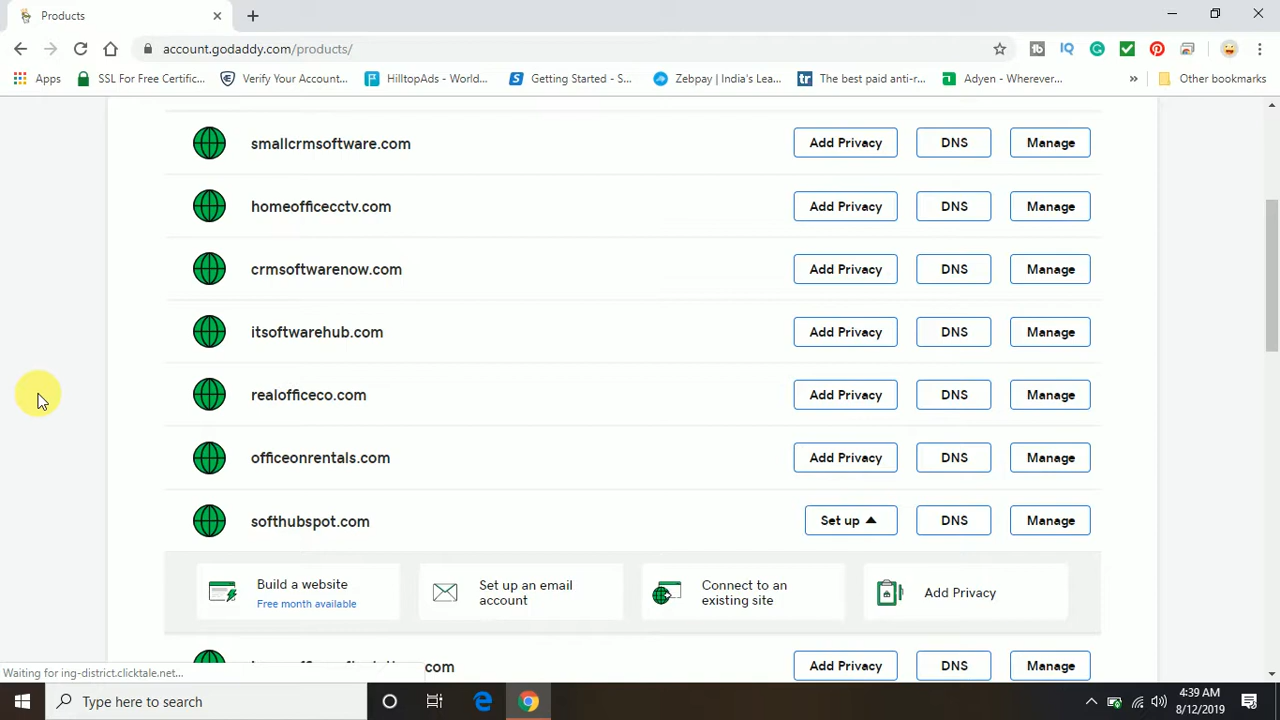 Products
account.godaddy.com/products/
Apps
SSL For Free Certific...
Verify Your Account...
HilltopAds - World...
Getting Started - S...
Zebpay | India's Lea...
The best paid anti-r...
Adyen - Wherever...
»
Other bookmarks
smallcrmsoftware.com Add Privacy DNS Manage
homeofficecctv.com Add Privacy DNS Manage
crmsoftwarenow.com Add Privacy DNS Manage
itsoftwarehub.com Add Privacy DNS Manage
realofficeco.com Add Privacy DNS Manage
officeonrentals.com Add Privacy DNS Manage
softhubspot.com Set up DNS Manage
Build a website
Free month available
Set up an email
account
Connect to an
existing site
Add Privacy
com Add Privacy DNS Manage
Waiting for ing-district.clicktale.net...
Type here to search
4:39 AM
8/12/2019